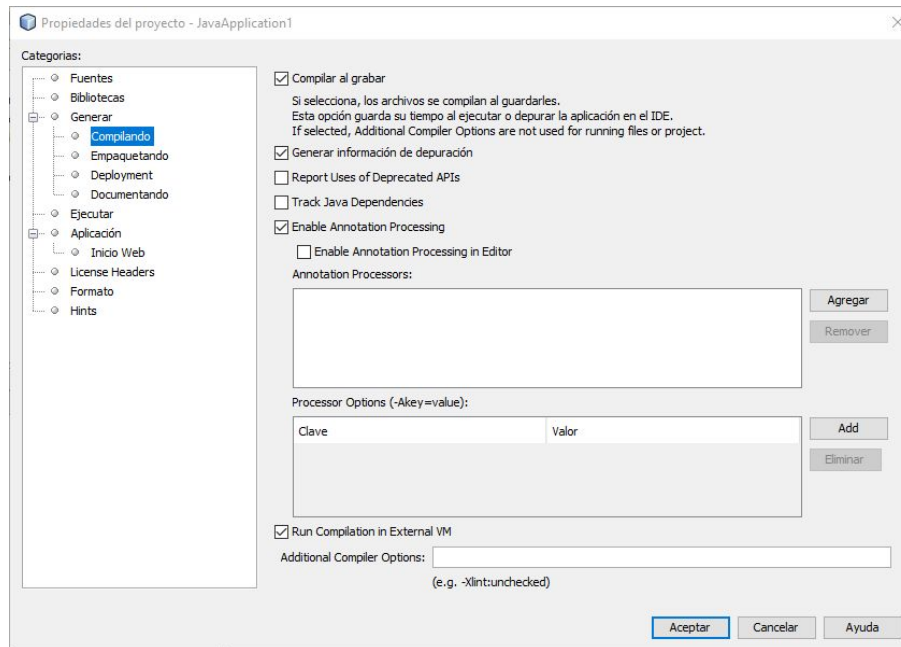 Propiedades del proyecto - JavaApplication1
Categorias:
Fuentes
Bibliotecas
Generar
Compilando
Empaquetando
Deployment
Documentando
Ejecutar
Aplicación
Inicio Web
License Headers
Formato
Hints
Compilar al grabar
Si selecciona, los archivos se compilan al guardarles.
Esta opción guarda su tiempo al ejecutar o depurar la aplicación en el IDE.
If selected, Additional Compiler Options are not used for running files or project.
Generar información de depuración
Report Uses of Deprecated APIs
Track Java Dependencies
Enable Annotation Processing
Enable Annotation Processing in Editor
Annotation Processors:
Agregar
Remover
Processor Options (-Akey=value):
Clave Valor
Add
Eliminar
Run Compilation in External VM
Additional Compiler Options:
(e.g. -Xlint:unchecked)
Aceptar Cancelar Ayuda